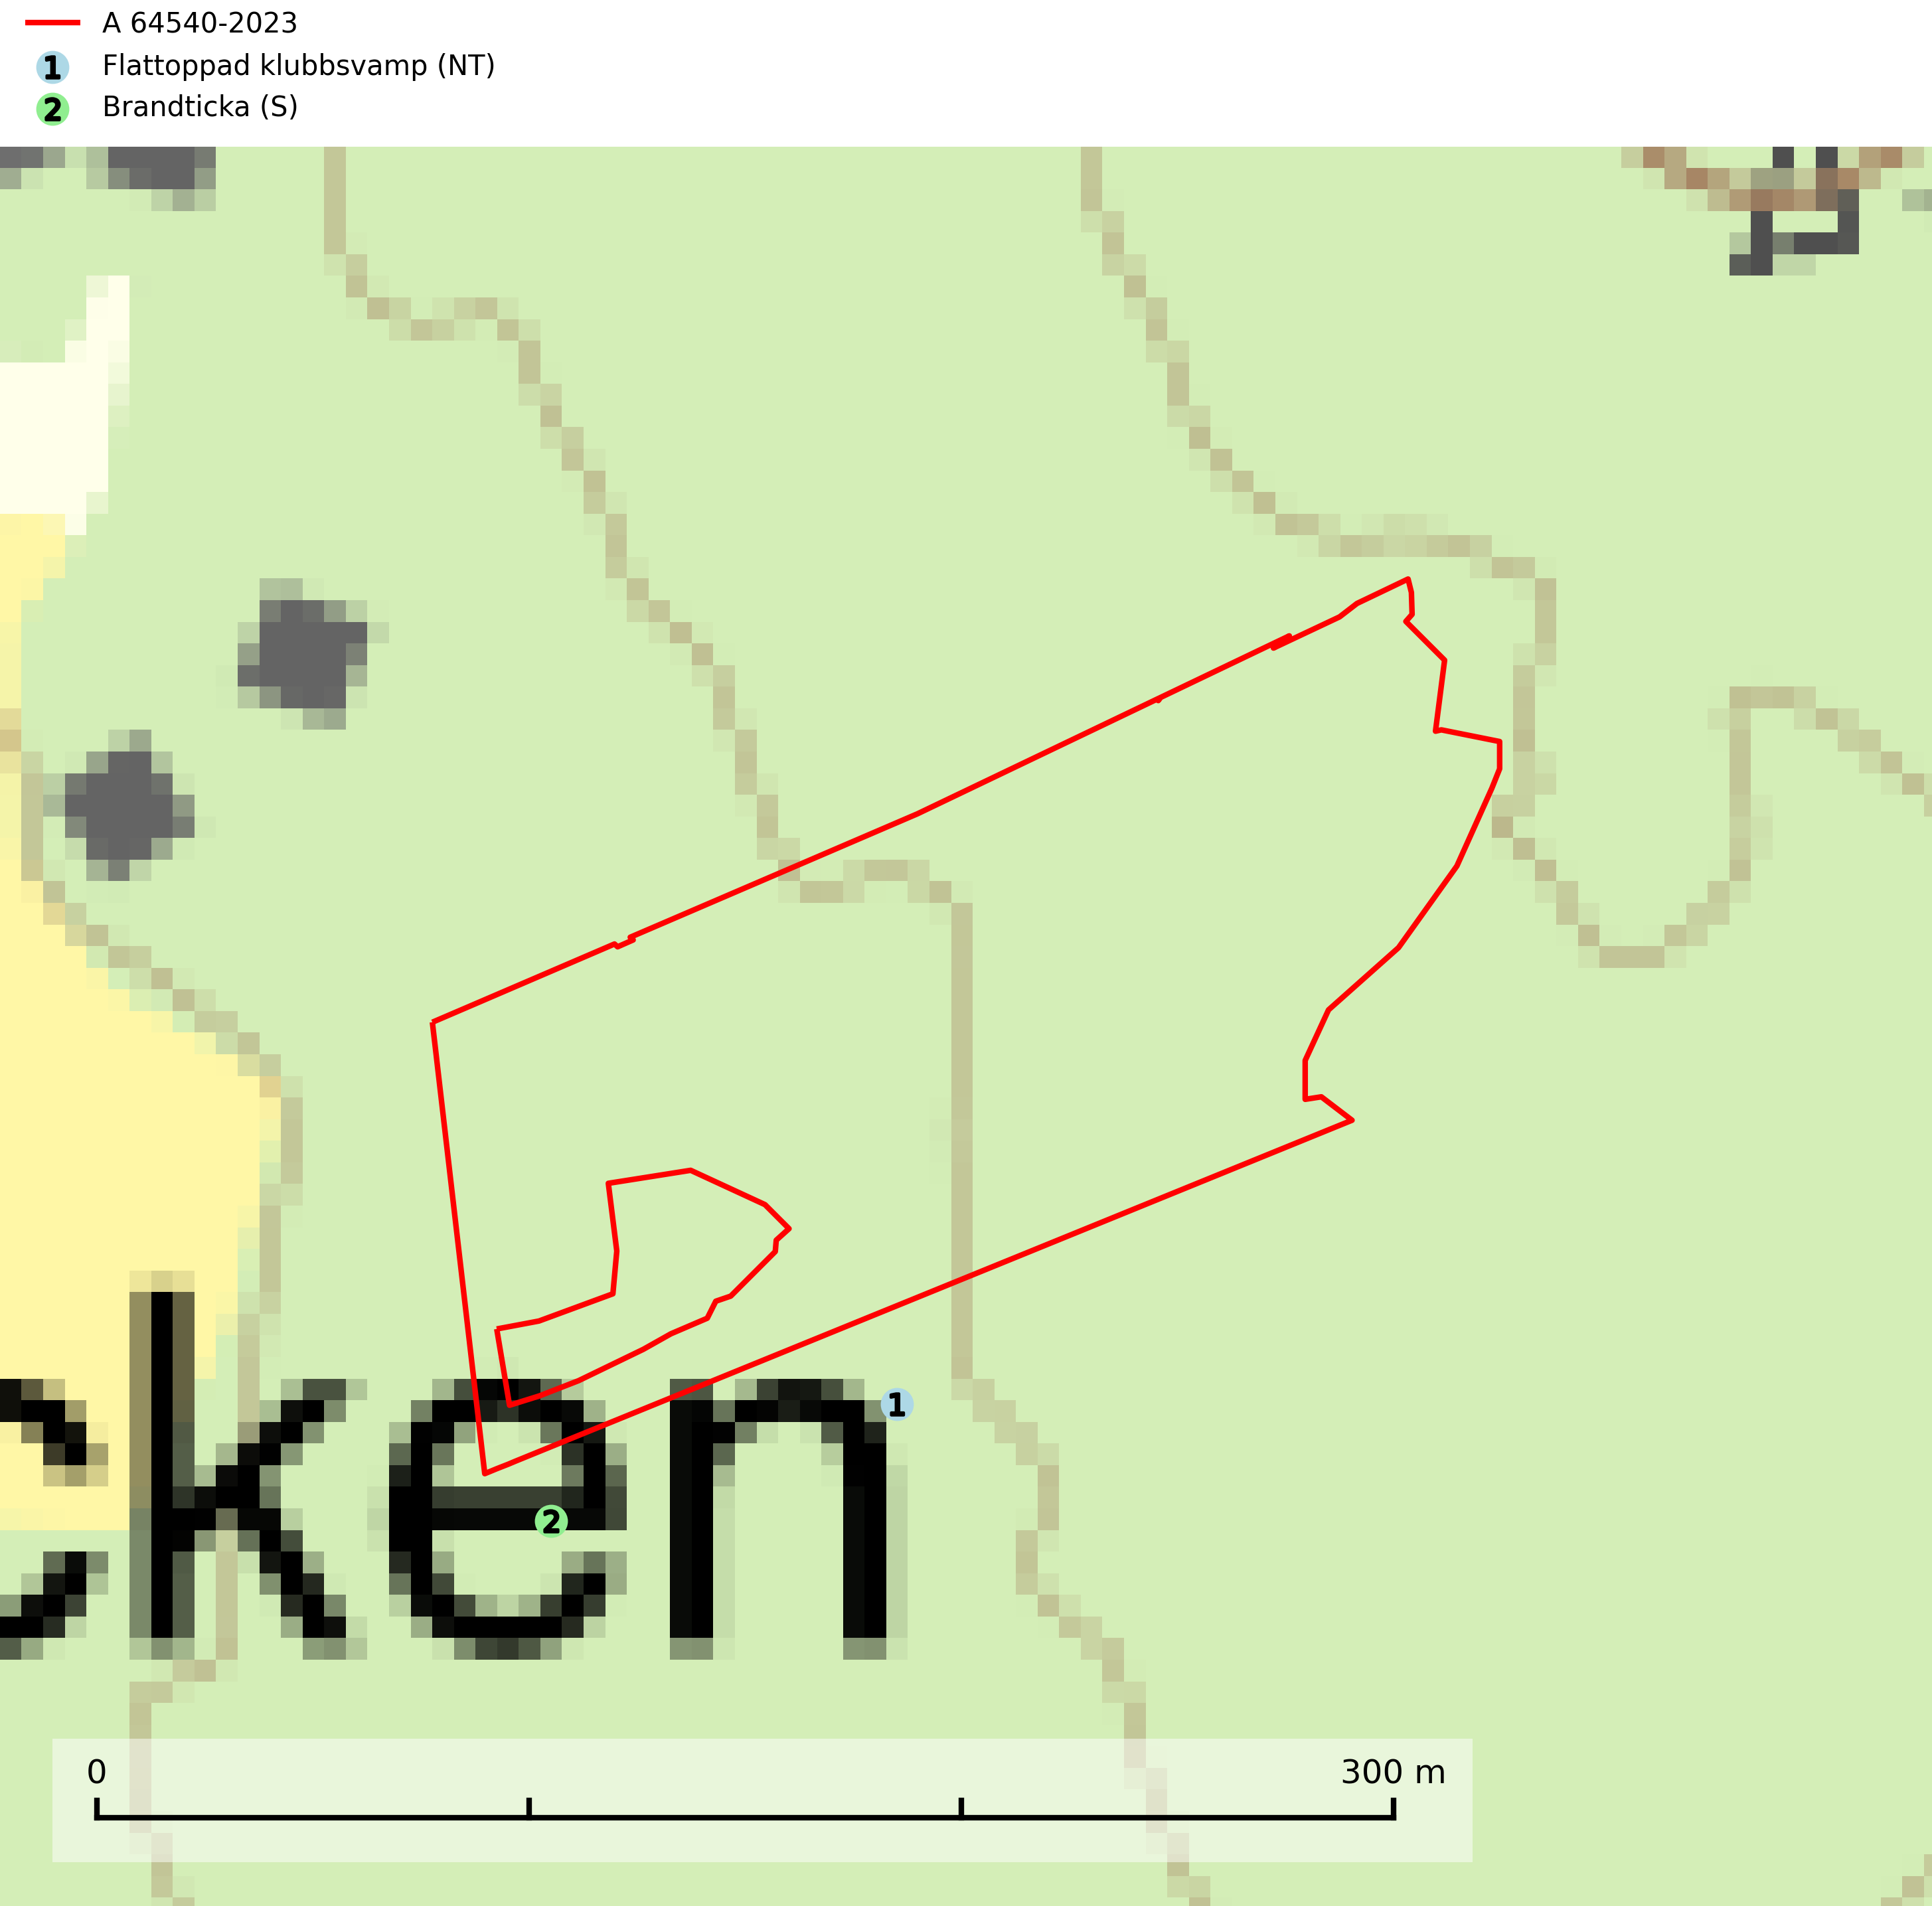 A 64540-2023
1 Flattoppad klubbsvamp (NT)
2 Brandticka (S)
1
ken
2
0 300 m